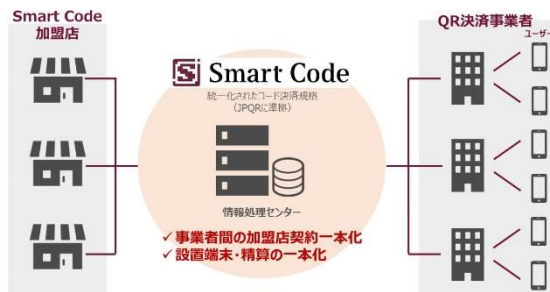 Smart Code
加盟店
QR決済事業者
ユーザー
S Smart Code
統一化されたコード決済規格
(JPQRに準拠)
情報処理センター
✓事業者間の加盟店契約一本化
✓設置端末・精算の一本化